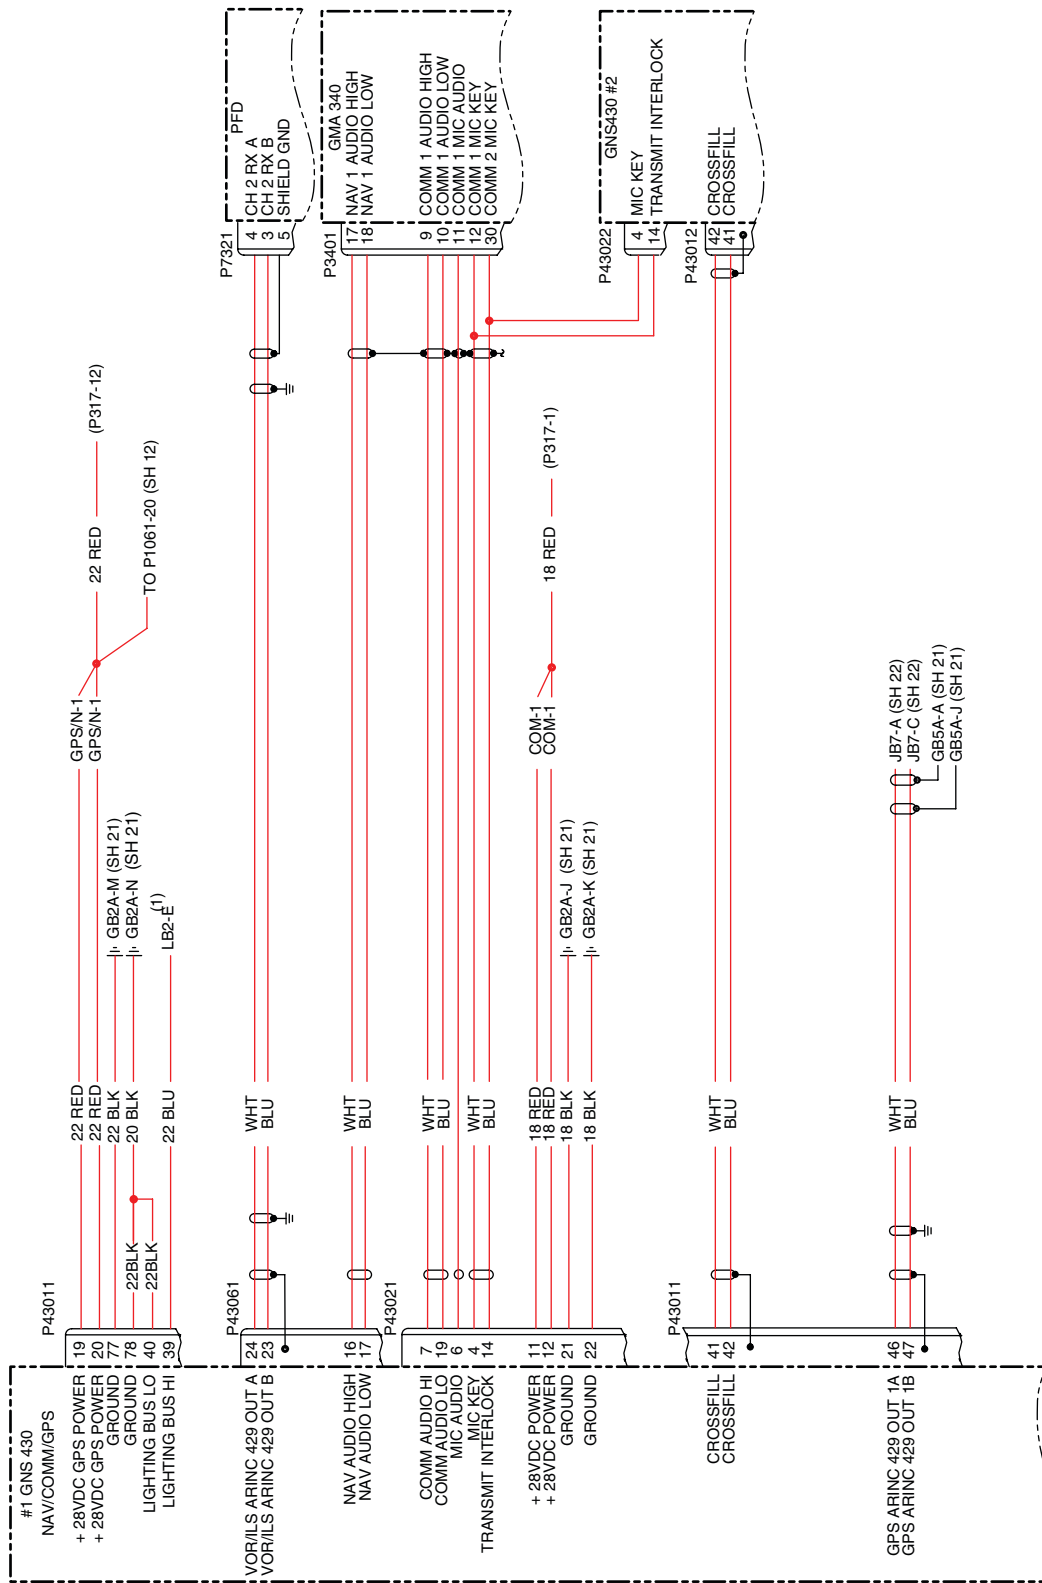 #1 GNS 430
NAV/COMM/GPS
P43011
+ 28VDC GPS POWER 19 22 RED GPS/N-1
+ 28VDC GPS POWER 20 22 RED GPS/N-1 22 RED (P317-12)
TO P1061-20 (SH 12)
GROUND 77 22 BLK GB2A-M (SH 21)
GROUND 78 22BLK 20 BLK GB2A-N (SH 21)
LIGHTING BUS LO 40 22BLK
LIGHTING BUS HI 39 22 BLU LB2-E (1)
P43061
VOR/ILS ARINC 429 OUT A 24 WHT
VOR/ILS ARINC 429 OUT B 23 BLU
P7321
PFD
4 CH 2 RX A
3 CH 2 RX B
5 SHIELD GND
NAV AUDIO HIGH 16 WHT
NAV AUDIO LOW 17 BLU
P3401
GMA 340
17 NAV 1 AUDIO HIGH
18 NAV 1 AUDIO LOW
P43021
COMM AUDIO HI 7 WHT
COMM AUDIO LO 19 BLU
MIC AUDIO 6
MIC KEY 4 WHT
TRANSMIT INTERLOCK 14 BLU
9 COMM 1 AUDIO HIGH
10 COMM 1 AUDIO LOW
11 COMM 1 MIC AUDIO
12 COMM 1 MIC KEY
30 COMM 2 MIC KEY
+ 28VDC POWER 11 18 RED COM-1
+ 28VDC POWER 12 18 RED COM-1 18 RED (P317-1)
GROUND 21 18 BLK GB2A-J (SH 21)
GROUND 22 18 BLK GB2A-K (SH 21)
P43022
GNS430 #2
4 MIC KEY
14 TRANSMIT INTERLOCK
P43011
CROSSFILL 41 WHT
CROSSFILL 42 BLU
P43012
42 CROSSFILL
41 CROSSFILL
GPS ARINC 429 OUT 1A 46 WHT JB7-A (SH 22)
GPS ARINC 429 OUT 1B 47 BLU JB7-C (SH 22)
GB5A-A (SH 21)
GB5A-J (SH 21)